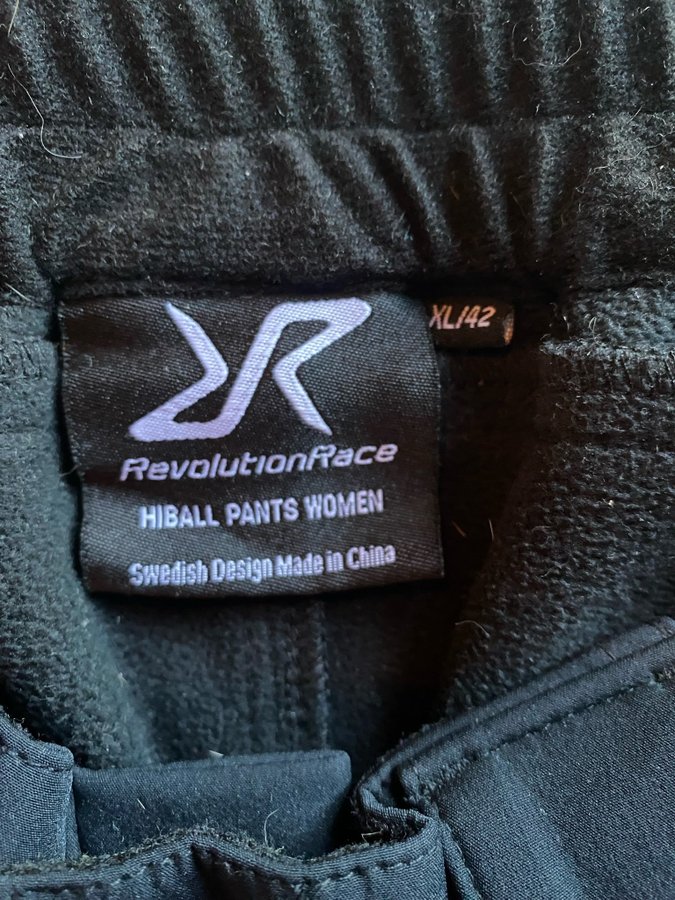 XL/42
RevolutionRace
HIBALL PANTS WOMEN
Swedish Design Made in China